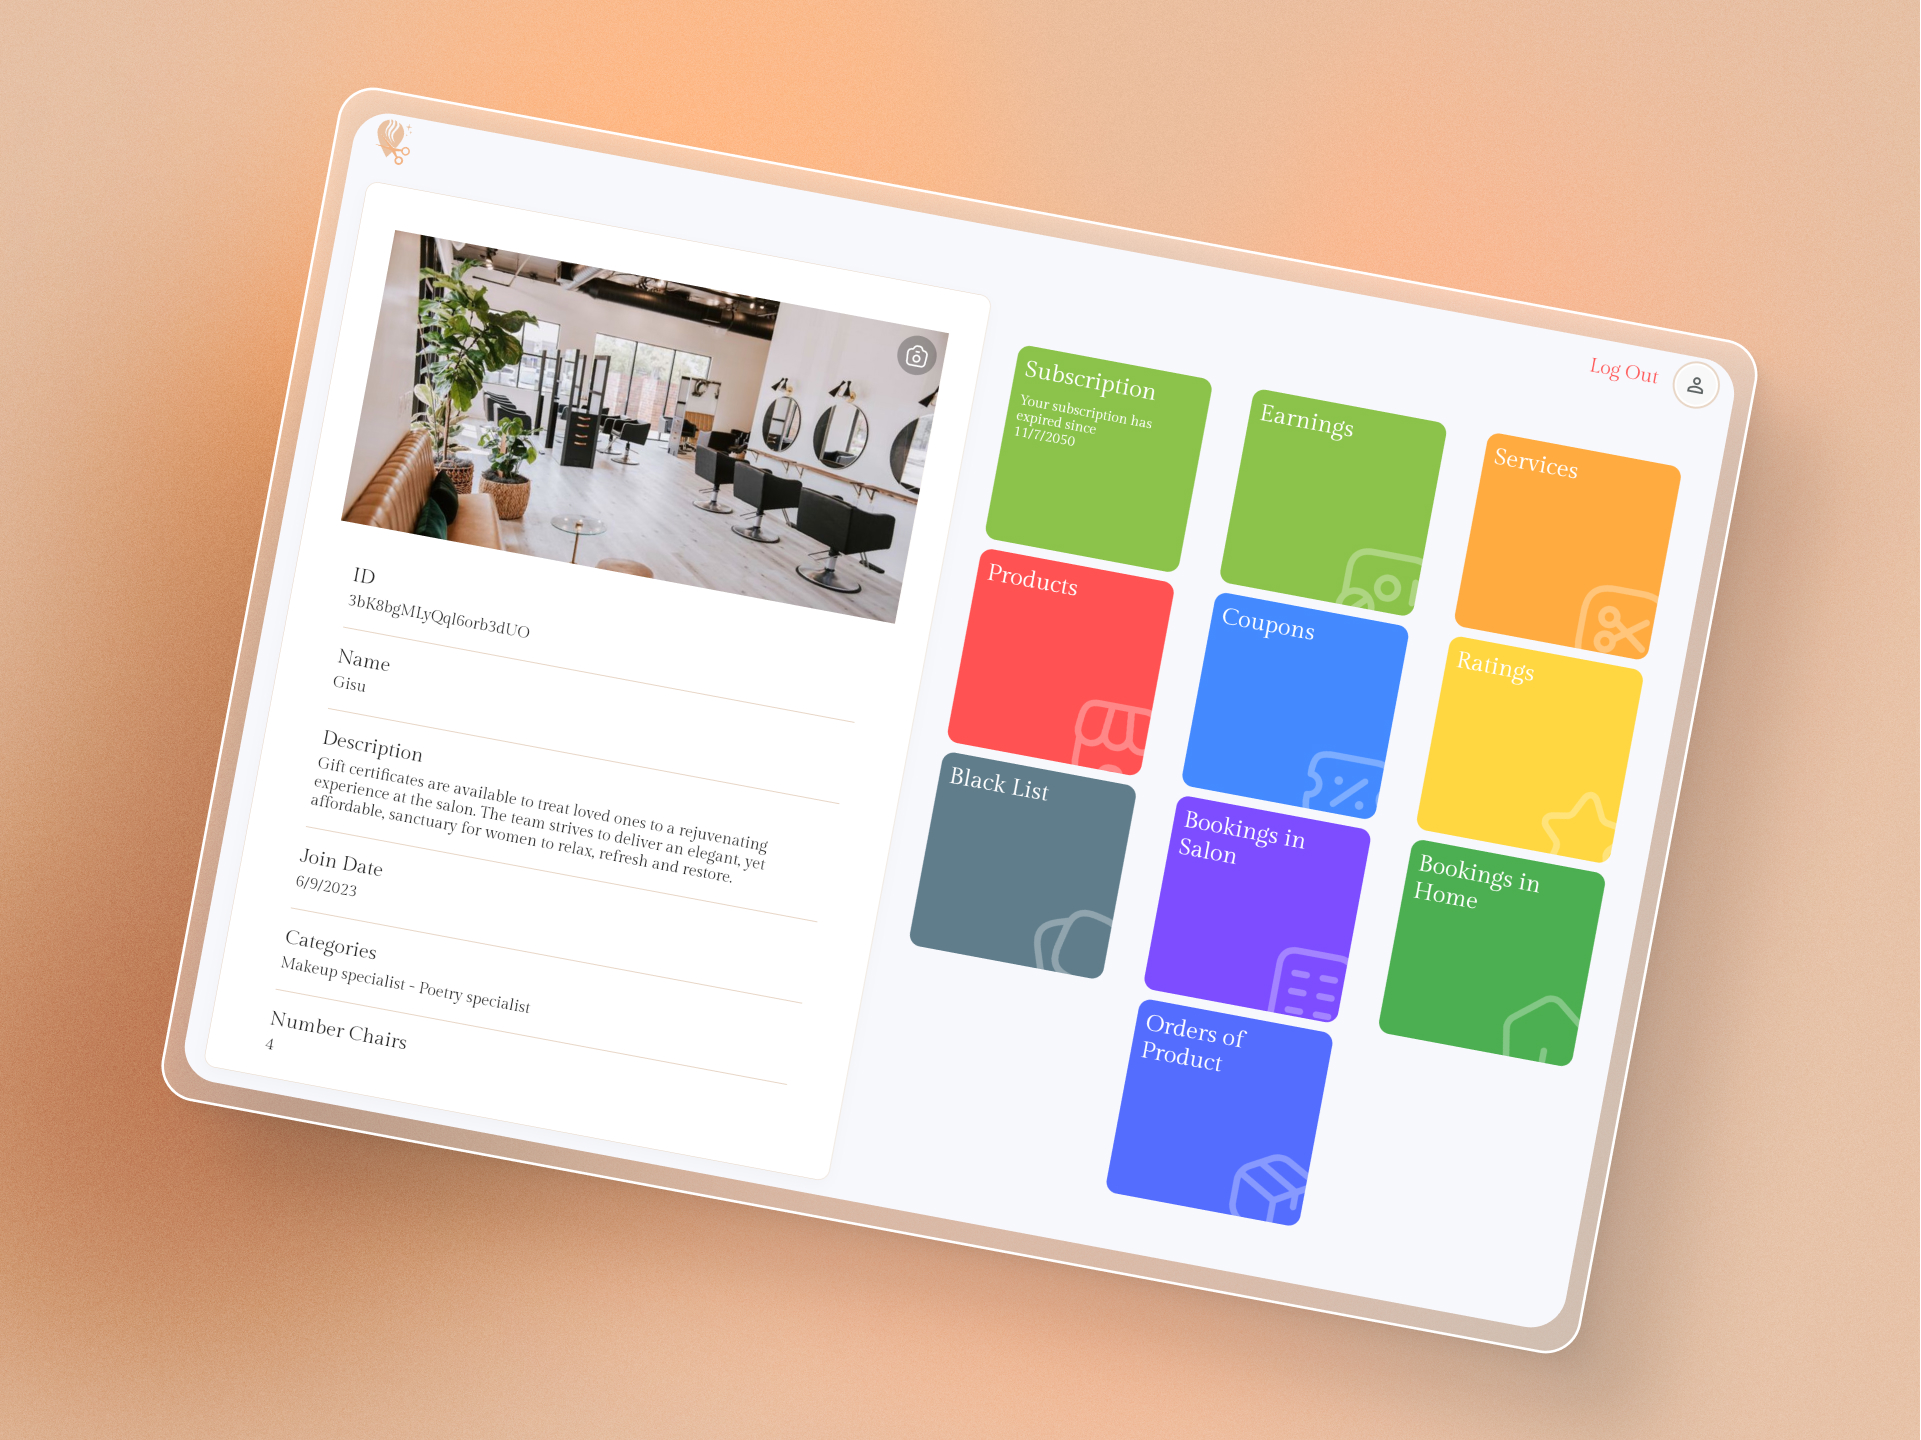 ID
3bK8bgMLyQql6orb3dUO
Name
Gisu
Description
Gift certificates are available to treat loved ones to a rejuvenating
experience at the salon. The team strives to deliver an elegant, yet
affordable, sanctuary for women to relax, refresh and restore.
Join Date
6/9/2023
Categories
Makeup specialist - Poetry specialist
Number Chairs
4
Log Out
Subscription
Your subscription has
expired since
11/7/2050
Earnings
Services
Products
Coupons
Ratings
Black List
Bookings in
Salon
Bookings in
Home
Orders of
Product